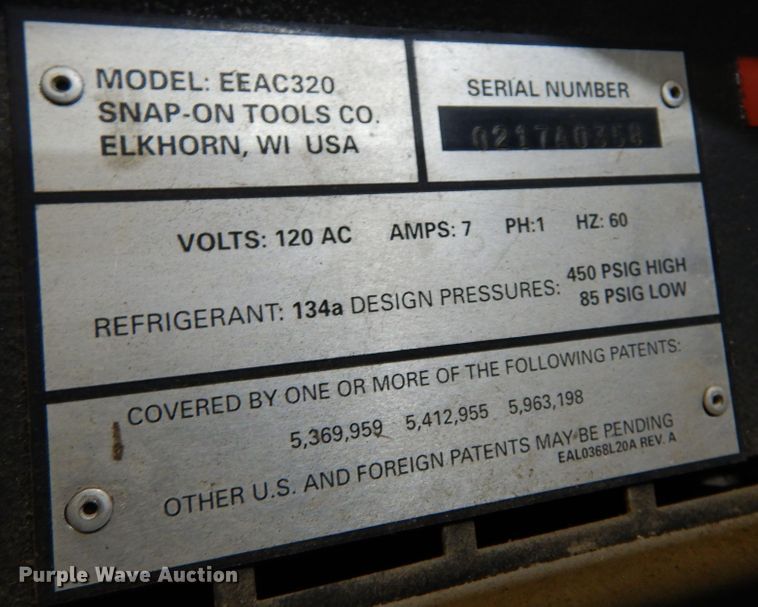 MODEL: EEAC320
SNAP-ON TOOLS CO.
ELKHORN, WI USA
SERIAL NUMBER
0217A0358
VOLTS: 120 AC AMPS: 7 PH:1 HZ: 60
REFRIGERANT: 134a DESIGN PRESSURES: 450 PSIG HIGH
85 PSIG LOW
COVERED BY ONE OR MORE OF THE FOLLOWING PATENTS:
5,369,959 5,412,955 5,963,198
OTHER U.S. AND FOREIGN PATENTS MAY BE PENDING
EAL0368L20A REV. A
Purple Wave Auction